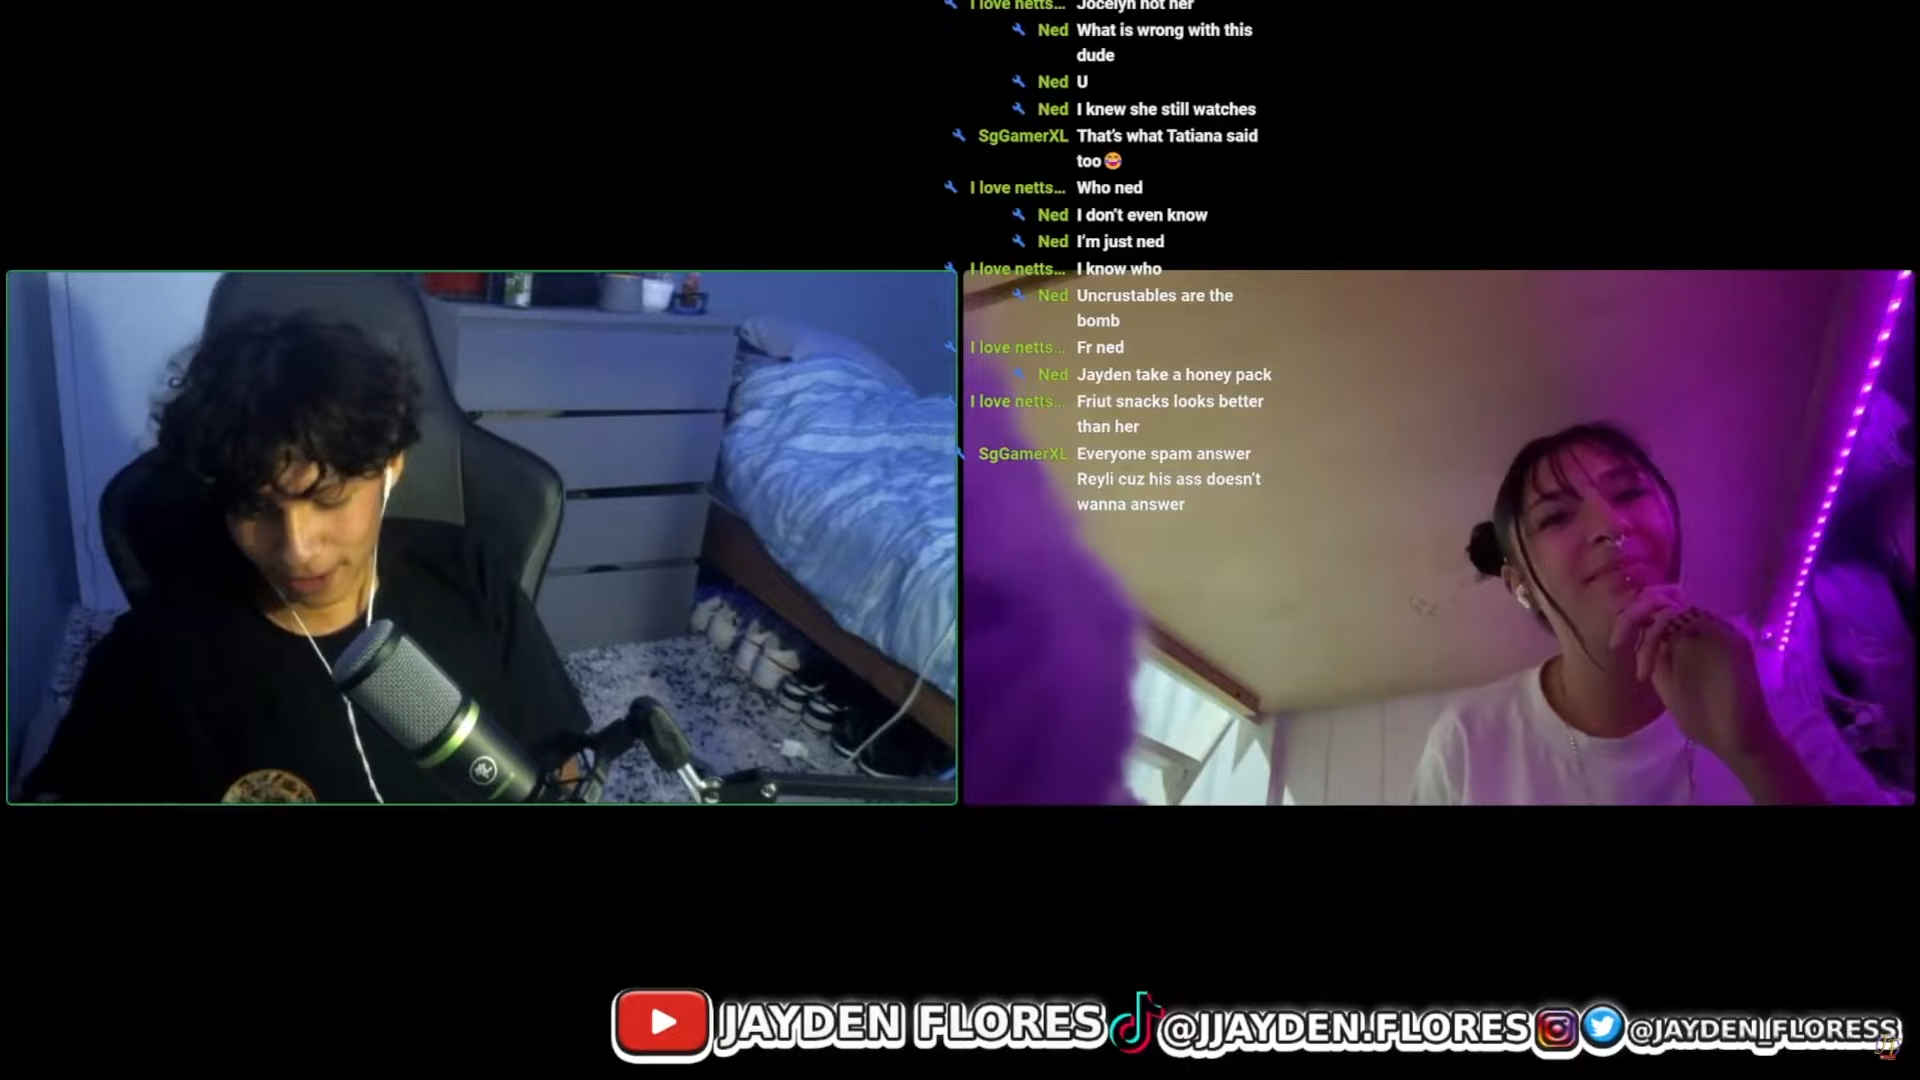 I love netts... Jocelyn not her
Ned What is wrong with this
dude
Ned U
Ned I knew she still watches
SgGamerXL That's what Tatiana said
too😂
I love netts... Who ned
Ned I don't even know
Ned I'm just ned
I love netts... I know who
Ned Uncrustables are the
bomb
I love netts... Fr ned
Ned Jayden take a honey pack
I love netts... Friut snacks looks better
than her
SgGamerXL Everyone spam answer
Reyli cuz his ass doesn't
wanna answer
JAYDEN FLORES @JJAYDEN.FLORES @JAYDEN_FLORESS